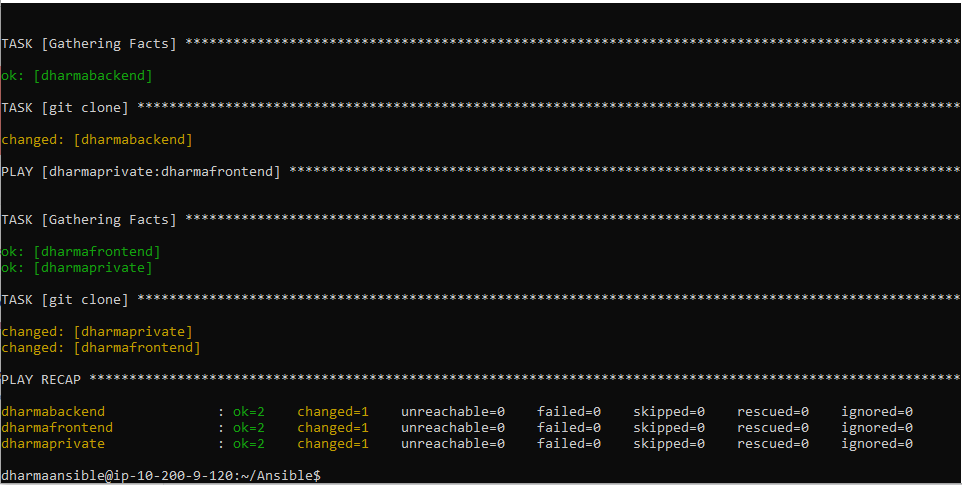 TASK [Gathering Facts] *************************************************************************************************
ok: [dharmabackend]
TASK [git clone] *******************************************************************************************************
changed: [dharmabackend]
PLAY [dharmaprivate:dharmafrontend] ************************************************************************************
TASK [Gathering Facts] *************************************************************************************************
ok: [dharmafrontend]
ok: [dharmaprivate]
TASK [git clone] *******************************************************************************************************
changed: [dharmaprivate]
changed: [dharmafrontend]
PLAY RECAP *************************************************************************************************************
dharmabackend              : ok=2    changed=1    unreachable=0    failed=0    skipped=0    rescued=0    ignored=0
dharmafrontend             : ok=2    changed=1    unreachable=0    failed=0    skipped=0    rescued=0    ignored=0
dharmaprivate              : ok=2    changed=1    unreachable=0    failed=0    skipped=0    rescued=0    ignored=0
dharmaansible@ip-10-200-9-120:~/Ansible$